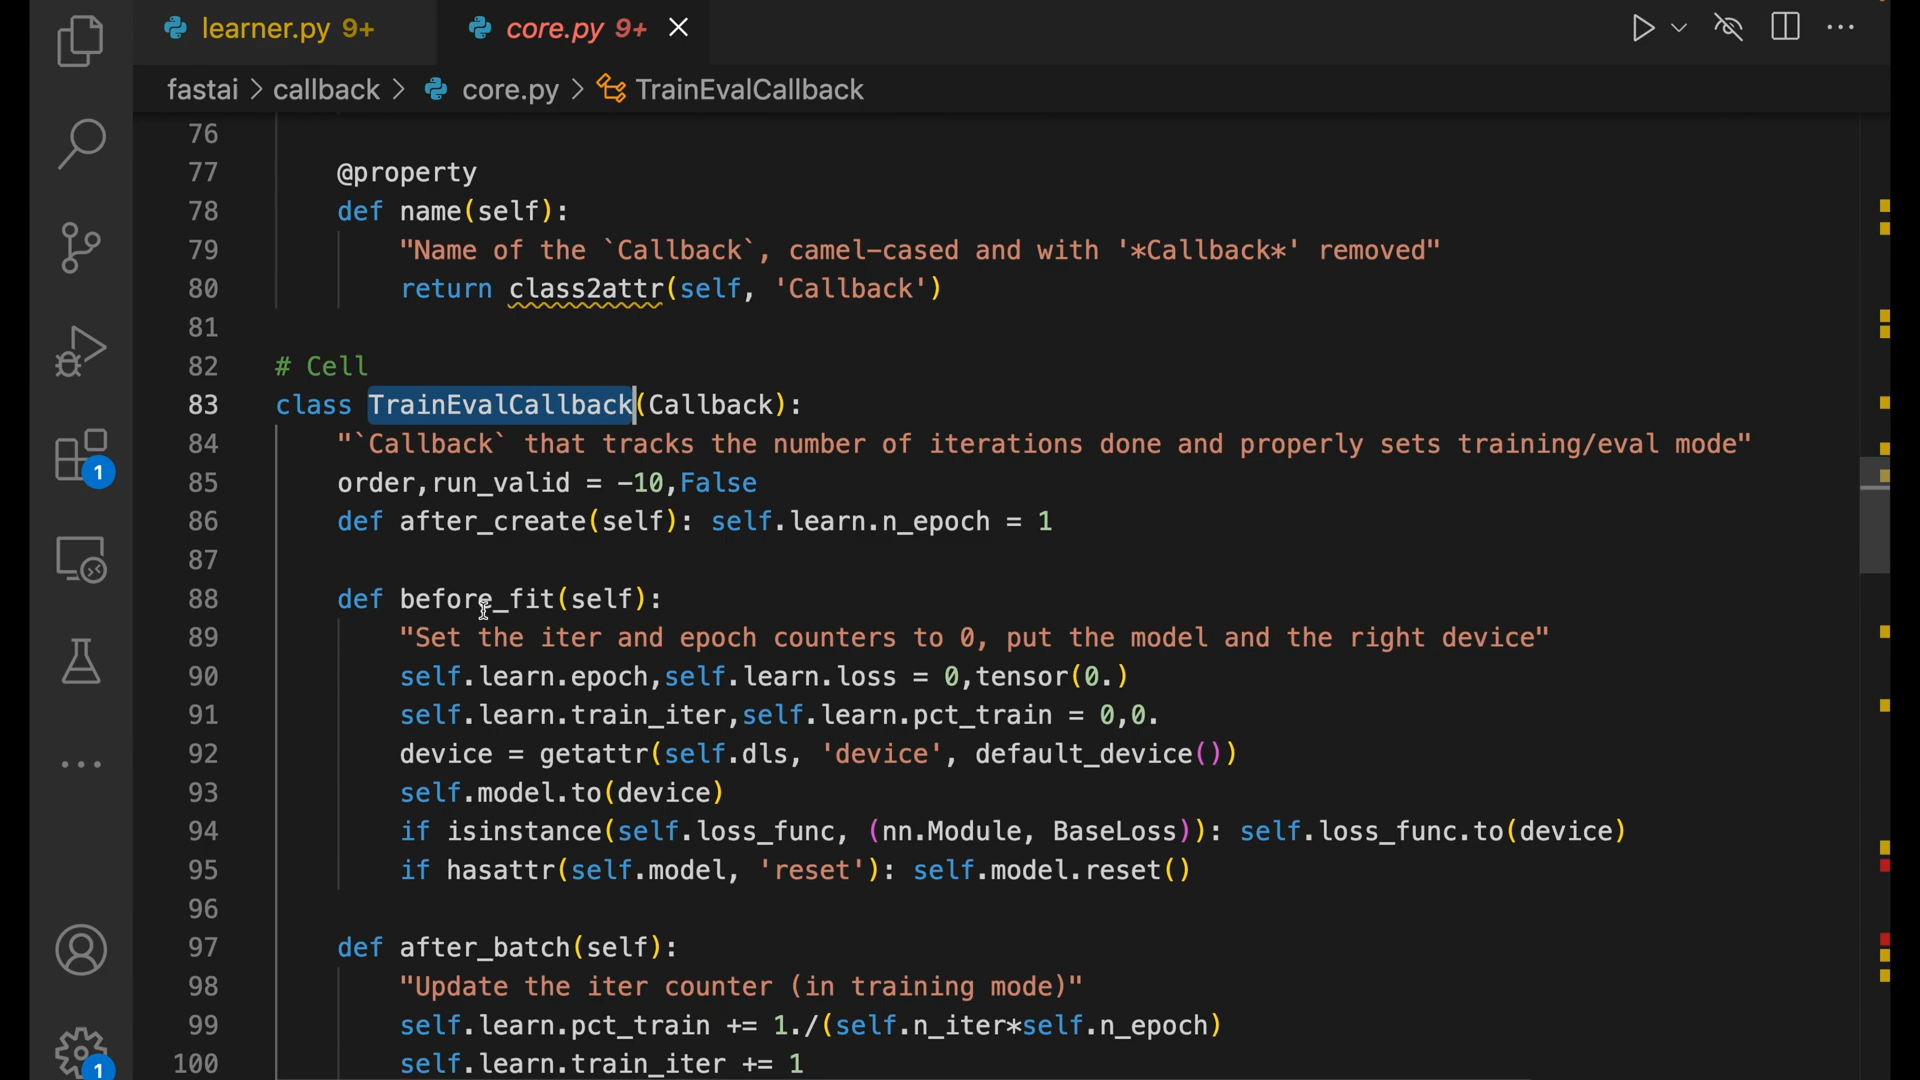 learner.py 9+
core.py 9+
fastai > callback > core.py > TrainEvalCallback
76
77 @property
78 def name(self):
79 "Name of the `Callback`, camel-cased and with '*Callback*' removed"
80 return class2attr(self, 'Callback')
81
82 # Cell
83 class TrainEvalCallback(Callback):
84 "`Callback` that tracks the number of iterations done and properly sets training/eval mode"
85 order,run_valid = -10,False
86 def after_create(self): self.learn.n_epoch = 1
87
88 def before_fit(self):
89 "Set the iter and epoch counters to 0, put the model and the right device"
90 self.learn.epoch,self.learn.loss = 0,tensor(0.)
91 self.learn.train_iter,self.learn.pct_train = 0,0.
92 device = getattr(self.dls, 'device', default_device())
93 self.model.to(device)
94 if isinstance(self.loss_func, (nn.Module, BaseLoss)): self.loss_func.to(device)
95 if hasattr(self.model, 'reset'): self.model.reset()
96
97 def after_batch(self):
98 "Update the iter counter (in training mode)"
99 self.learn.pct_train += 1./(self.n_iter*self.n_epoch)
100 self.learn.train_iter += 1
1
1